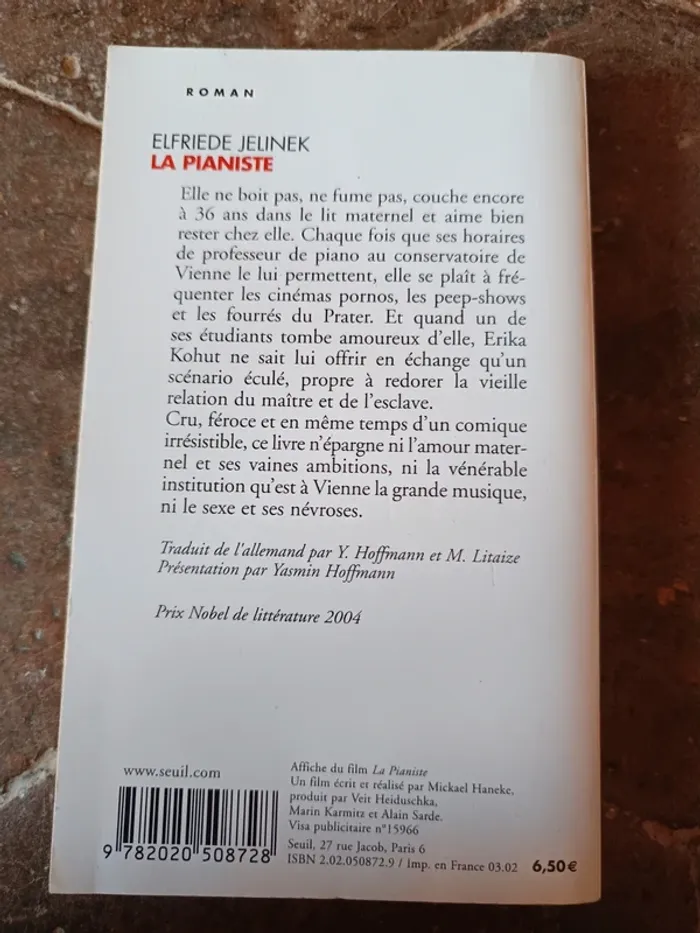 ROMAN
ELFRIEDE JELINEK
LA PIANISTE
Elle ne boit pas, ne fume pas, couche encore
à 36 ans dans le lit maternel et aime bien
rester chez elle. Chaque fois que ses horaires
de professeur de piano au conservatoire de
Vienne le lui permettent, elle se plaît à fré-
quenter les cinémas pornos, les peep-shows
et les fourrés du Prater. Et quand un de
ses étudiants tombe amoureux d'elle, Erika
Kohut ne sait lui offrir en échange qu'un
scénario éculé, propre à redorer la vieille
relation du maître et de l'esclave.
Cru, féroce et en même temps d'un comique
irrésistible, ce livre n'épargne ni l'amour mater-
nel et ses vaines ambitions, ni la vénérable
institution qu'est à Vienne la grande musique,
ni le sexe et ses névroses.
Traduit de l'allemand par Y. Hoffmann et M. Litaize
Présentation par Yasmin Hoffmann
Prix Nobel de littérature 2004
www.seuil.com
9 782020 508728
Affiche du film La Pianiste
Un film écrit et réalisé par Mickael Haneke,
produit par Veit Heiduschka,
Marin Karmitz et Alain Sarde.
Visa publicitaire n°15966
Seuil, 27 rue Jacob, Paris 6
ISBN 2.02.050872.9 / Imp. en France 03.02 6,50€